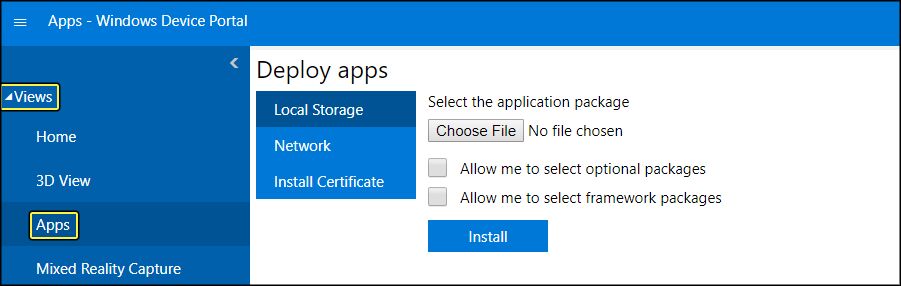 Apps - Windows Device Portal
Views
Home
3D View
Apps
Mixed Reality Capture
Deploy apps
Local Storage
Network
Install Certificate
Select the application package
Choose File No file chosen
Allow me to select optional packages
Allow me to select framework packages
Install